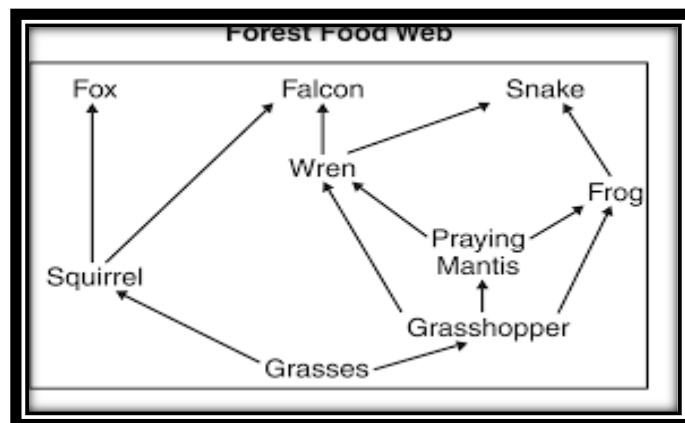 Forest Food Web
Fox
Falcon
Snake
Wren
Frog
Praying
Mantis
Squirrel
Grasshopper
Grasses